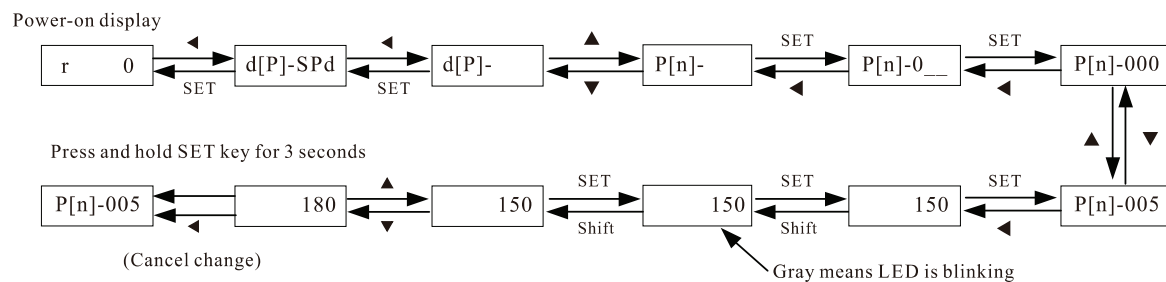 Power-on display
◀ ◀ ▲ SET SET
r 0 d[P]-SPd d[P]- P[n]- P[n]-0__ P[n]-000
SET SET ▼ ◀ ◀
▲ ▼
Press and hold SET key for 3 seconds
▲ SET SET SET
P[n]-005 180 150 150 150 P[n]-005
◀ ▼ Shift Shift ◀
(Cancel change)
Gray means LED is blinking